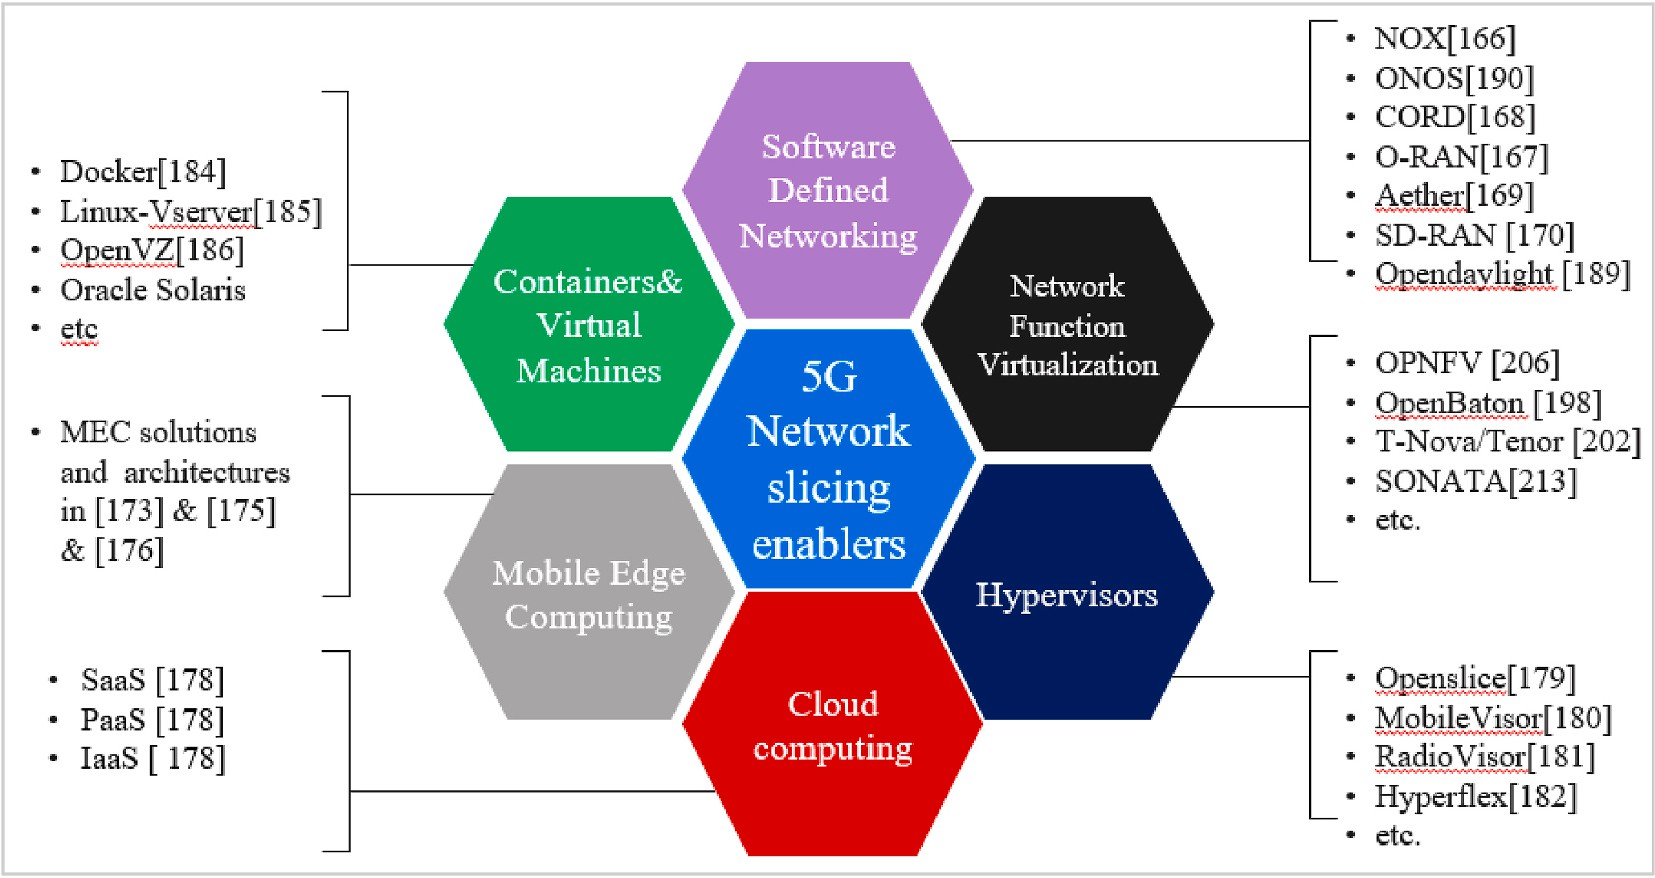 Software
Defined
Networking
NOX[166]
ONOS[190]
CORD[168]
O-RAN[167]
Aether[169]
SD-RAN [170]
Opendaylight [189]
Docker[184]
Linux-Vserver[185]
OpenVZ[186]
Oracle Solaris
etc
Containers&
Virtual
Machines
Network
Function
Virtualization
OPNFV [206]
OpenBaton [198]
T-Nova/Tenor [202]
SONATA[213]
etc.
5G
Network
slicing
enablers
MEC solutions
and architectures
in [173] & [175]
& [176]
Mobile Edge
Computing
Hypervisors
Openslice[179]
MobileVisor[180]
RadioVisor[181]
Hyperflex[182]
etc.
SaaS [178]
PaaS [178]
IaaS [ 178]
Cloud
computing